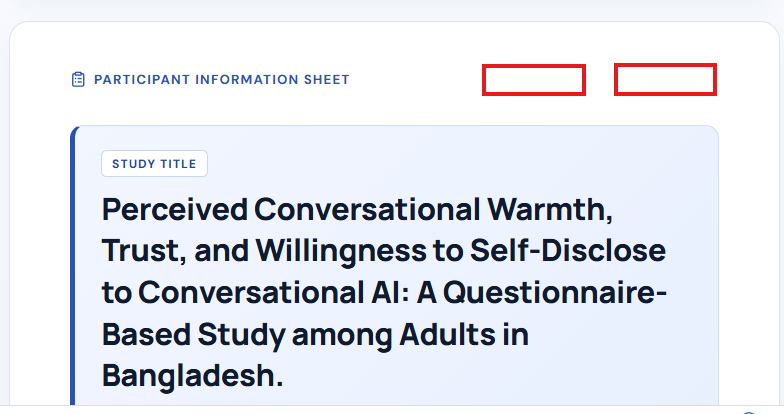 PARTICIPANT INFORMATION SHEET
STUDY TITLE
Perceived Conversational Warmth,
Trust, and Willingness to Self-Disclose
to Conversational AI: A Questionnaire-
Based Study among Adults in
Bangladesh.